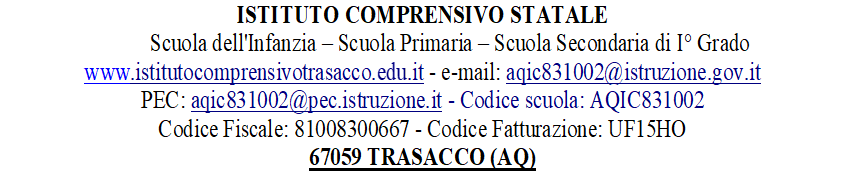 ISTITUTO COMPRENSIVO STATALE
Scuola dell'Infanzia – Scuola Primaria – Scuola Secondaria di I° Grado
www.istitutocomprensivotrasacco.edu.it - e-mail: aqic831002@istruzione.gov.it
PEC: aqic831002@pec.istruzione.it - Codice scuola: AQIC831002
Codice Fiscale: 81008300667 - Codice Fatturazione: UF15HO
67059 TRASACCO (AQ)